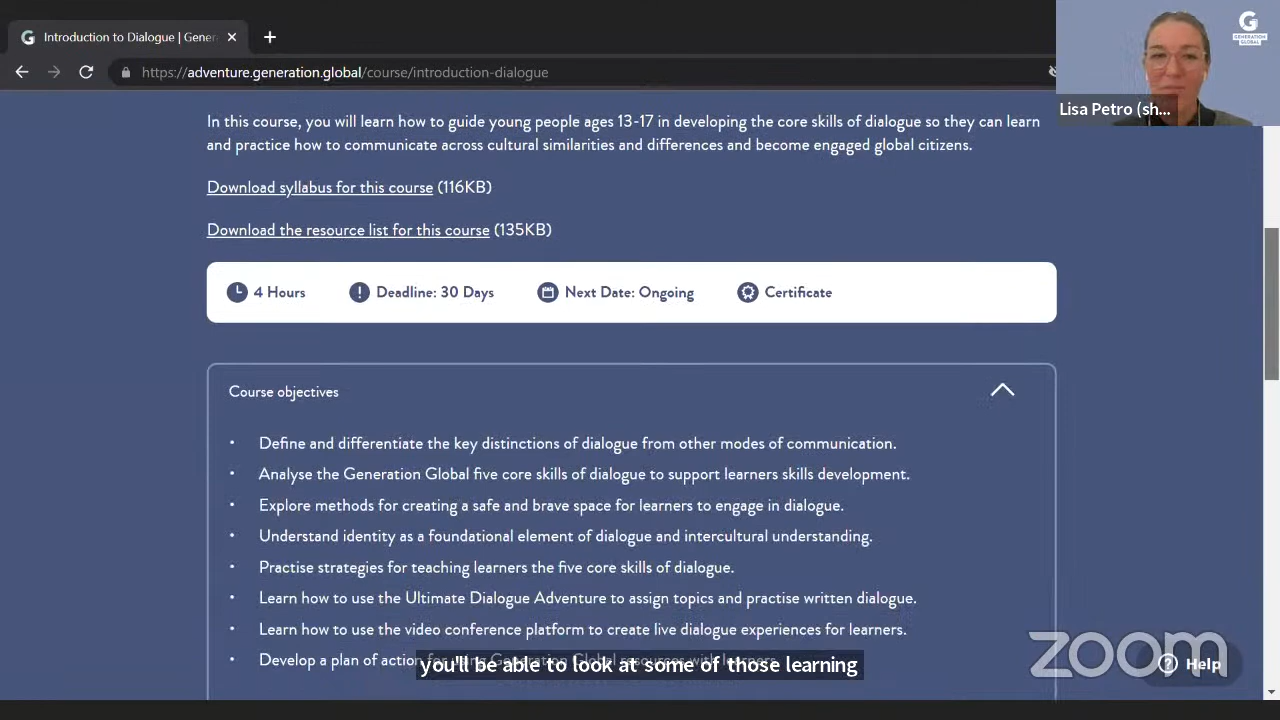 Introduction to Dialogue | Gener
https://adventure.generation.global/course/introduction-dialogue
G
GENERATION
GLOBAL
Lisa Petro (sh...
In this course, you will learn how to guide young people ages 13-17 in developing the core skills of dialogue so they can learn
and practice how to communicate across cultural similarities and differences and become engaged global citizens.
Download syllabus for this course (116KB)
Download the resource list for this course (135KB)
4 Hours
Deadline: 30 Days
Next Date: Ongoing
Certificate
Course objectives
• Define and differentiate the key distinctions of dialogue from other modes of communication.
• Analyse the Generation Global five core skills of dialogue to support learners skills development.
• Explore methods for creating a safe and brave space for learners to engage in dialogue.
• Understand identity as a foundational element of dialogue and intercultural understanding.
• Practise strategies for teaching learners the five core skills of dialogue.
• Learn how to use the Ultimate Dialogue Adventure to assign topics and practise written dialogue.
• Learn how to use the video conference platform to create live dialogue experiences for learners.
• Develop a plan of action for using Generation Global resources with learners.
you'll be able to look at some of those learning
zoom
Help